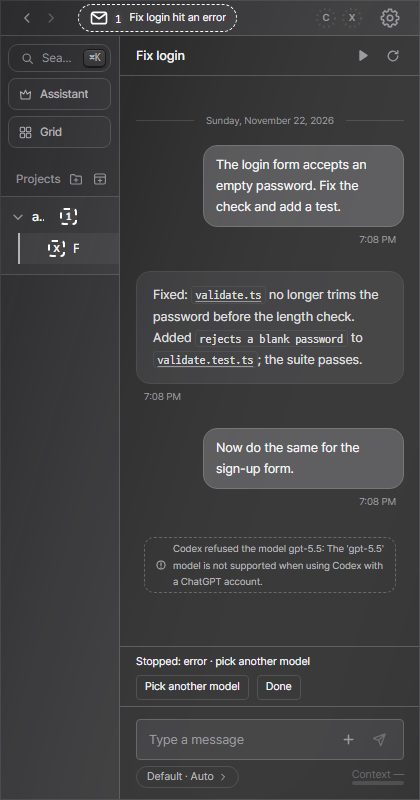 1 Fix login hit an error
C X
Sea... ⌘K
Fix login
Assistant
Grid
Projects
a.. 1
X F
Sunday, November 22, 2026
The login form accepts an
empty password. Fix the
check and add a test.
7:08 PM
Fixed: validate.ts no longer trims the
password before the length check.
Added rejects a blank password to
validate.test.ts; the suite passes.
7:08 PM
Now do the same for the
sign-up form.
7:08 PM
Codex refused the model gpt-5.5: The 'gpt-5.5'
model is not supported when using Codex with
a ChatGPT account.
Stopped: error · pick another model
Pick another model Done
Type a message
Default · Auto
Context —